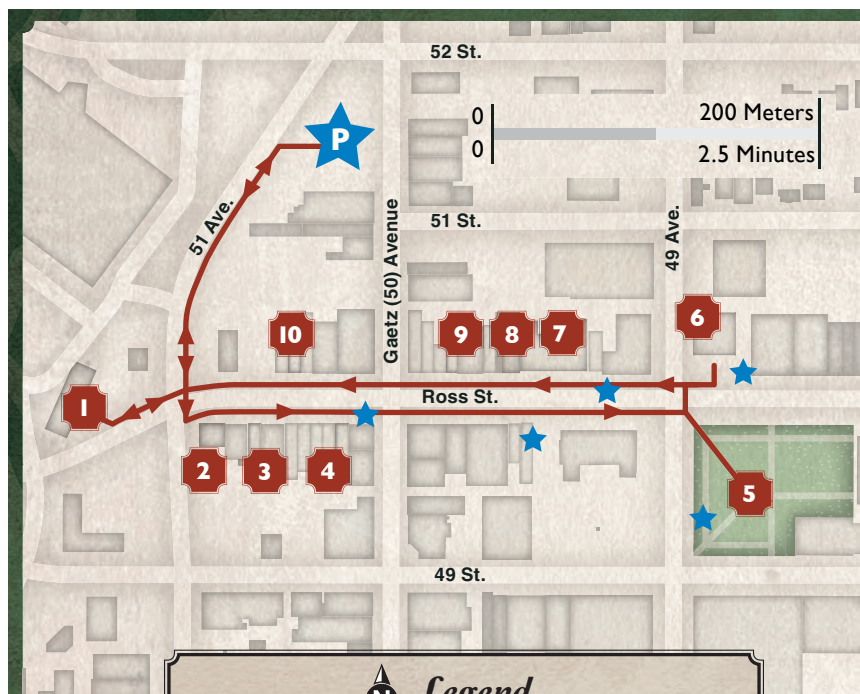 52 St.
0
200 Meters
0
2.5 Minutes
P
51 Ave.
Gaetz (50) Avenue
51 St.
49 Ave.
10
9
8
7
6
1
Ross St.
2
3
4
5
49 St.
N
Legend